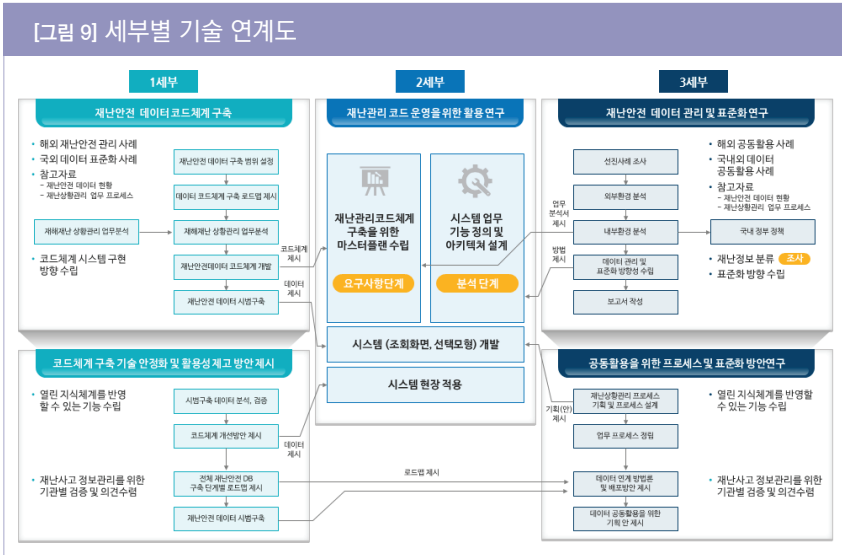 [그림 9] 세부별 기술 연계도
1세부
재난안전 데이터 코드체계 구축
• 해외 재난안전 관리 사례
• 국외 데이터 표준화 사례
• 참고자료
- 재난안전 데이터 현황
- 재난상황관리 업무 프로세스
재해재난 상황관리 업무분석
• 코드체계 시스템 구현
방향 수립
재난안전 데이터 구축 범위 설정
데이터 코드체계 구축 로드맵 제시
재해재난 상황관리 업무분석
재난안전데이터 코드체계 개발
재난안전 데이터 시범구축
코드체계
제시
데이터
제시
코드체계 구축 기술 안정화 및 활용성 제고 방안 제시
• 열린 지식체계를 반영
할 수 있는 기능 수립
• 재난사고 정보관리를 위한
기관별 검증 및 의견수렴
시범구축 데이터 분석, 검증
코드체계 개선방안 제시
전체 재난안전 DB
구축 단계별 로드맵 제시
재난안전 데이터 시범구축
데이터
제시
2세부
재난관리 코드 운영을 위한 활용 연구
재난관리코드체계
구축을 위한
마스터플랜 수립
요구사항단계
시스템 업무
기능 정의 및
아키텍쳐 설계
분석 단계
시스템 (조회화면, 선택모형) 개발
시스템 현장 적용
로드맵 제시
3세부
재난안전 데이터 관리 및 표준화 연구
업무
분석서
제시
방법
제시
선진사례 조사
외부환경 분석
내부환경 분석
데이터 관리 및
표준화 방향성 수립
보고서 작성
• 해외 공동활용 사례
• 국내외 데이터
공동활용 사례
• 참고자료
- 재난안전 데이터 현황
- 재난상황관리 업무 프로세스
국내 정부 정책
• 재난정보 분류 조사
• 표준화 방향 수립
공동활용을 위한 프로세스 및 표준화 방안연구
기획(안)
제시
재난상황관리 프로세스
기획 및 프로세스 설계
업무 프로세스 정립
데이터 연계 방법론
및 배포방안 제시
데이터 공동활용을 위한
기획 안 제시
• 열린 지식체계를 반영할
수 있는 기능 수립
• 재난사고 정보관리를 위한
기관별 검증 및 의견수렴